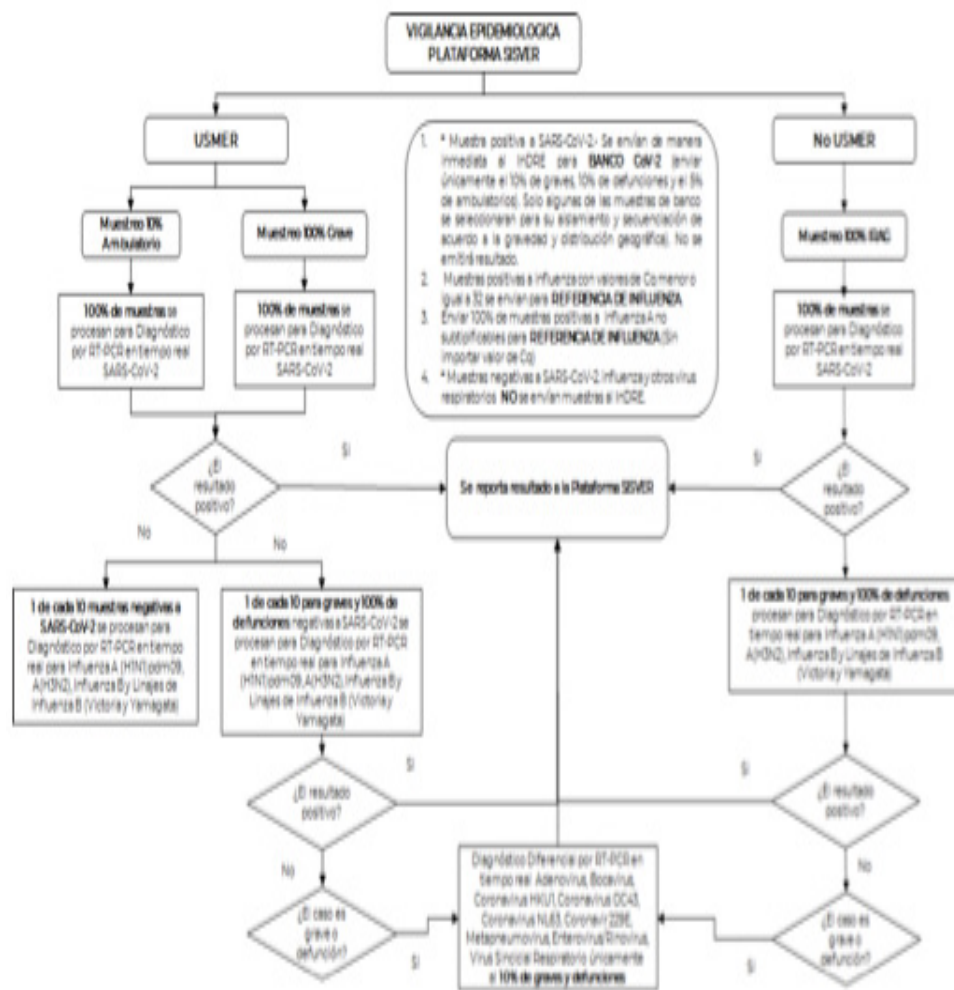 VIGILANCIA EPIDEMIOLOGICA
PLATAFORMA SISVER
USMER
No USMER
Muestreo 10%
Ambulatorio
Muestreo 100% Grave
Muestreo 100% IRAG
100% de muestras se
procesan para Diagnóstico
por RT-PCR en tiempo real
SARS-CoV-2
100% de muestras se
procesan para Diagnóstico
por RT-PCR en tiempo real
SARS-CoV-2
1. * Muestra positiva a SARS-CoV-2.- Se envían de manera
inmediata al InDRE para BANCO CoV-2 (enviar
únicamente el 10% de graves, 10% de defunciones y el 5%
de ambulatorios). Solo algunas de las muestras de banco
se seleccionaran para su aislamiento y secuenciación de
acuerdo a la gravedad y distribución geográfica). No se
emitirá resultado.
2. Muestras positivas a Influenza con valores de Cq menor o
igual a 32 se envían para REFERENCIA DE INFLUENZA
3. Enviar 100% de muestras positivas a Influenza A no
subtipificables para REFERENCIA DE INFLUENZA (Sin
importar valor de Cq)
4. * Muestras negativas a SARS-CoV-2, Influenza y otros virus
respiratorios NO se envían muestras al InDRE.
100% de muestras se
procesan para Diagnóstico
por RT-PCR en tiempo real
SARS-CoV-2
¿El
resultado
positivo?
Si
Se reporta resultado a la Plataforma SISVER
Si
¿El
resultado
positivo?
No
No
1 de cada 10 muestras negativas a
SARS-CoV-2 se procesan para
Diagnóstico por RT-PCR en tiempo
real para Influenza A (H1N1)pdm09,
A(H3N2), Influenza B y Linajes de
Influenza B (Victoria y Yamagata)
1 de cada 10 para graves y 100% de
defunciones negativas a SARS-CoV-2 se
procesan para Diagnóstico por RT-PCR
en tiempo real para Influenza A
(H1N1)pdm09, A(H3N2), Influenza B y
Linajes de Influenza B (Victoria y
Yamagata)
1 de cada 10 para graves y 100% de defunciones
procesan para Diagnóstico por RT-PCR en
tiempo real para Influenza A (H1N1)pdm09,
A(H3N2), Influenza B y Linajes de Influenza B
(Victoria y Yamagata)
¿El resultado
positivo?
Si
Si
¿El resultado
positivo?
No
No
¿El caso es
grave o
defunción?
Si
Diagnóstico Diferencial por RT-PCR en
tiempo real Adenovirus, Bocavirus,
Coronavirus HKU1, Coronavirus OC43,
Coronavirus NL63, Coronavir 229E,
Metapneumovirus, Enterovirus/Rinovirus,
Virus Sincicial Respiratorio únicamente
al 10% de graves y defunciones
Si
¿El caso es
grave o
defunción?